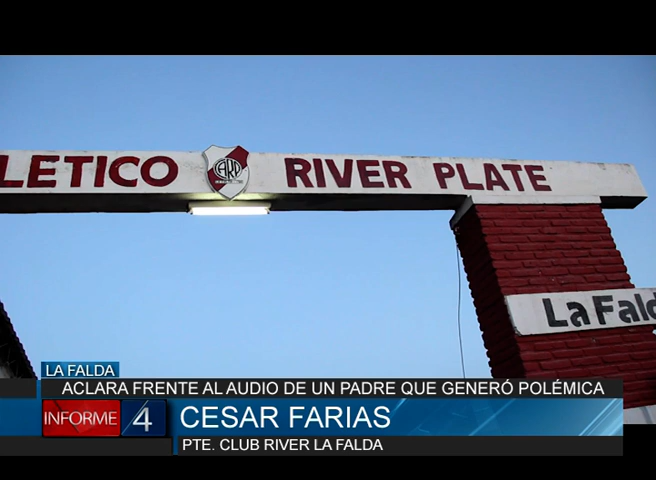 LETICO RIVER PLATE
CARP
La Fald
LA FALDA
ACLARA FRENTE AL AUDIO DE UN PADRE QUE GENERÓ POLÉMICA
INFORME 4
CESAR FARIAS
PTE. CLUB RIVER LA FALDA